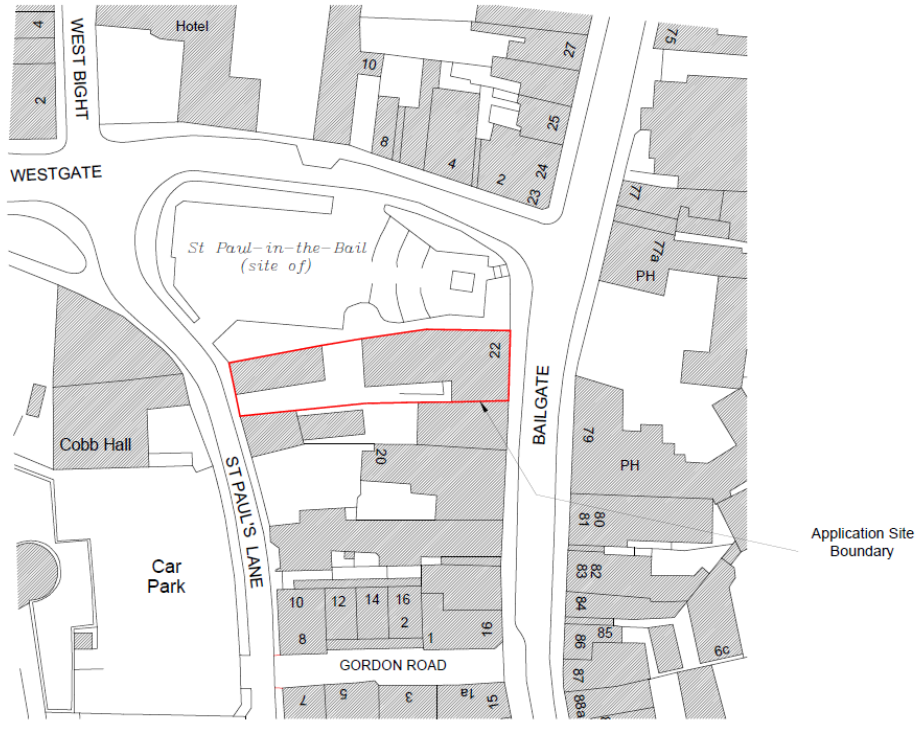 4
WEST BIGHT
Hotel
75
27
10
2
25
8
4
2
24
23
WESTGATE
77
St Paul-in-the-Bail
(site of)
77a
PH
22
BAILGATE
79
Cobb Hall
20
PH
ST PAUL'S LANE
81
80
Application Site
Boundary
Car
Park
83
82
84
10
12
14
16
2
8
1
16
85
86
6c
GORDON ROAD
87
7
5
3
1a
15
88a